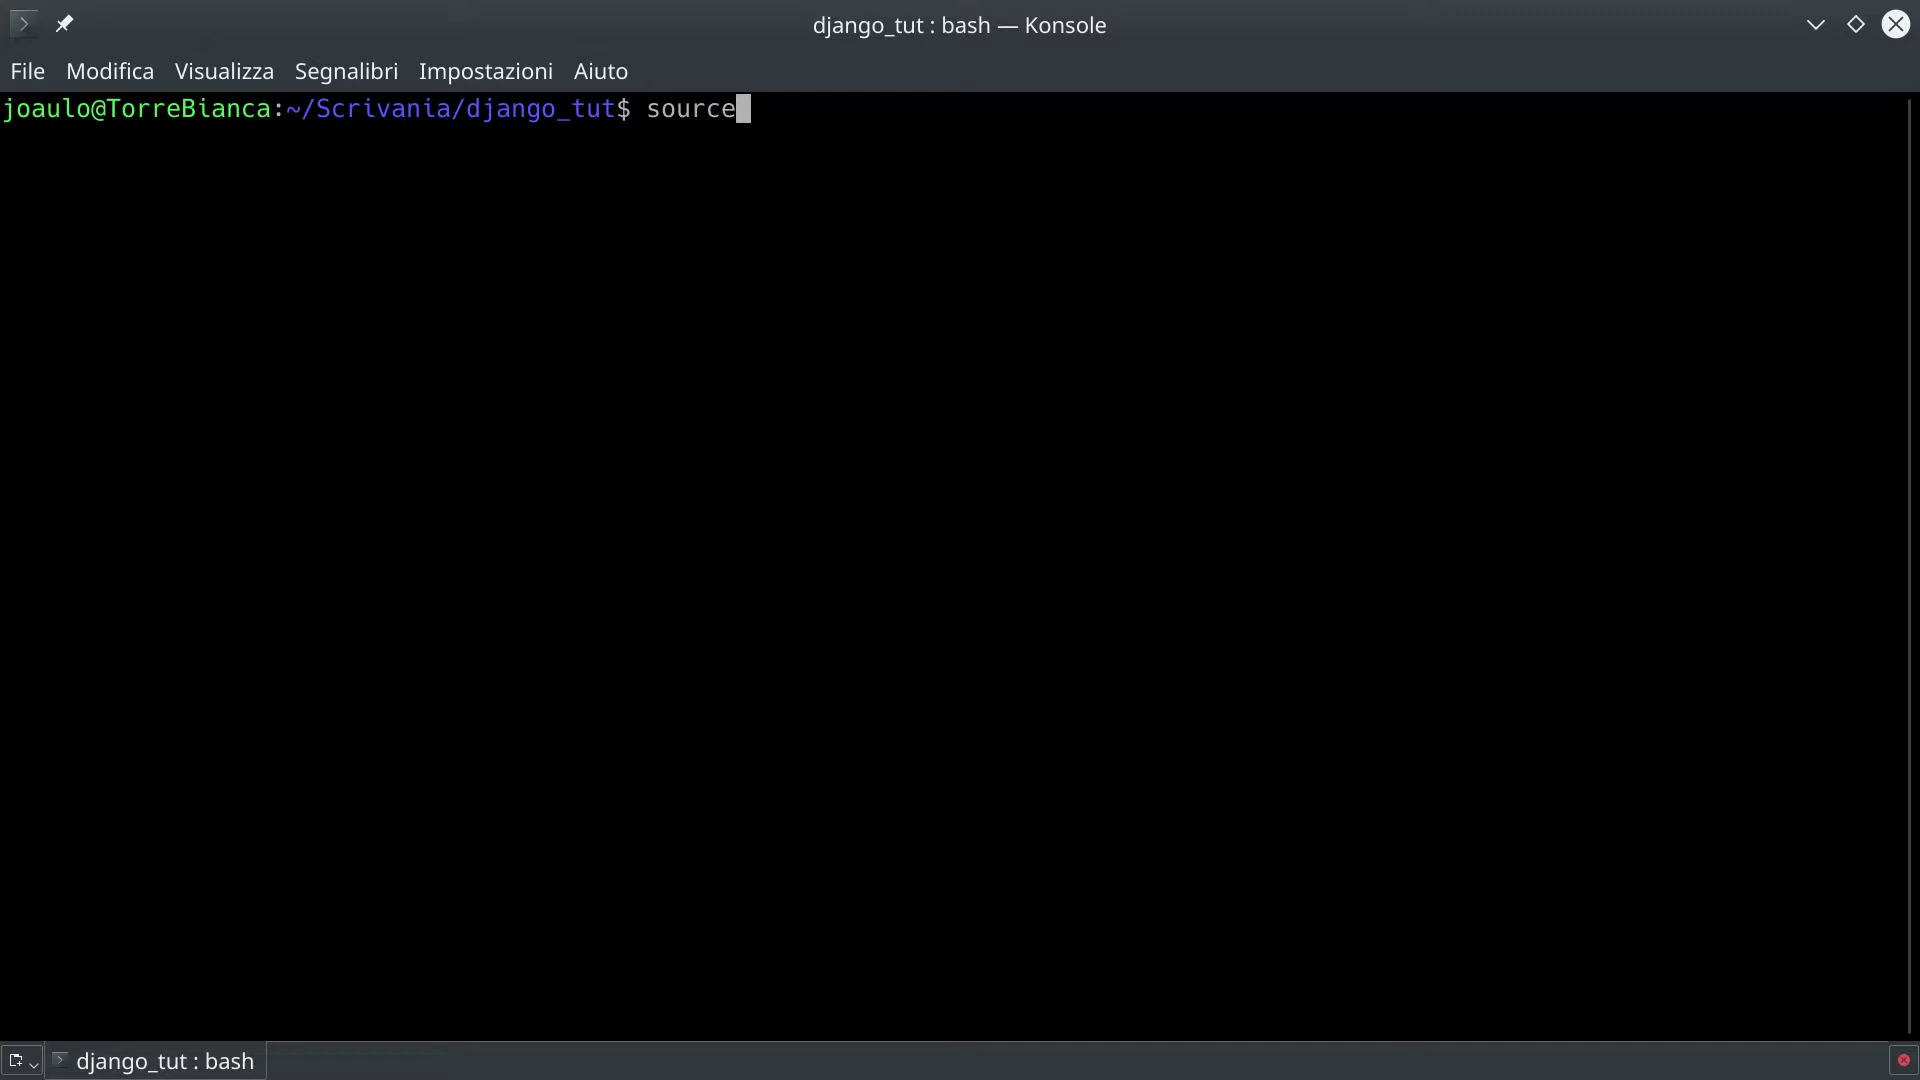 django_tut : bash — Konsole
File Modifica Visualizza Segnalibri Impostazioni Aiuto
joaulo@TorreBianca:~/Scrivania/django_tut$ source
django_tut : bash